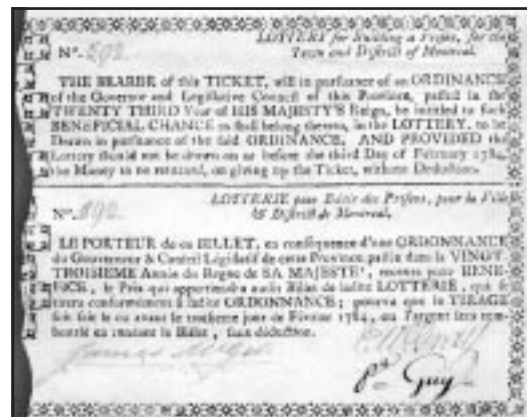 LOTTERY for Building a Prison, for the
Nº. 592 Town and District of Montreal.
THE BEARER of this TICKET, will in pursuance of an ORDINANCE
of the Governor and Legislative Council of this Province, passed in the
TWENTY THIRD Year of HIS MAJESTY'S Reign, be intitled to such
BENEFICIAL CHANCE as shall belong thereto, in the LOTTERY, to be
Drawn in pursuance of the said ORDINANCE, AND PROVIDED the
Lottery should not be drawn on or before the third Day of February 1784,
the Money to be returned, on giving up the Ticket, without Deduction.
LOTTERIE pour Bâtir des Prisons, pour la Ville
Nº. 592 & District de Montreal.
LE PORTEUR de ce BILLET, en conséquence d'une ORDONNANCE
du Gouverneur & Conseil Législatif de cette Province, passée dans la VINGT-
TROISIEME Année du Regne de SA MAJESTE', recevra pour BENE-
FICE, le Prix qui appartiendra audit Billet de ladite LOTTERIE, qui se
tirera conformément à ladite ORDONNANCE; pourvu que le TIRAGE
soit fait le ou avant le troisieme jour de Février 1784, ou l'argent sera rem-
boursé en rendant le Billet, sans déduction.
James McGill
Guy